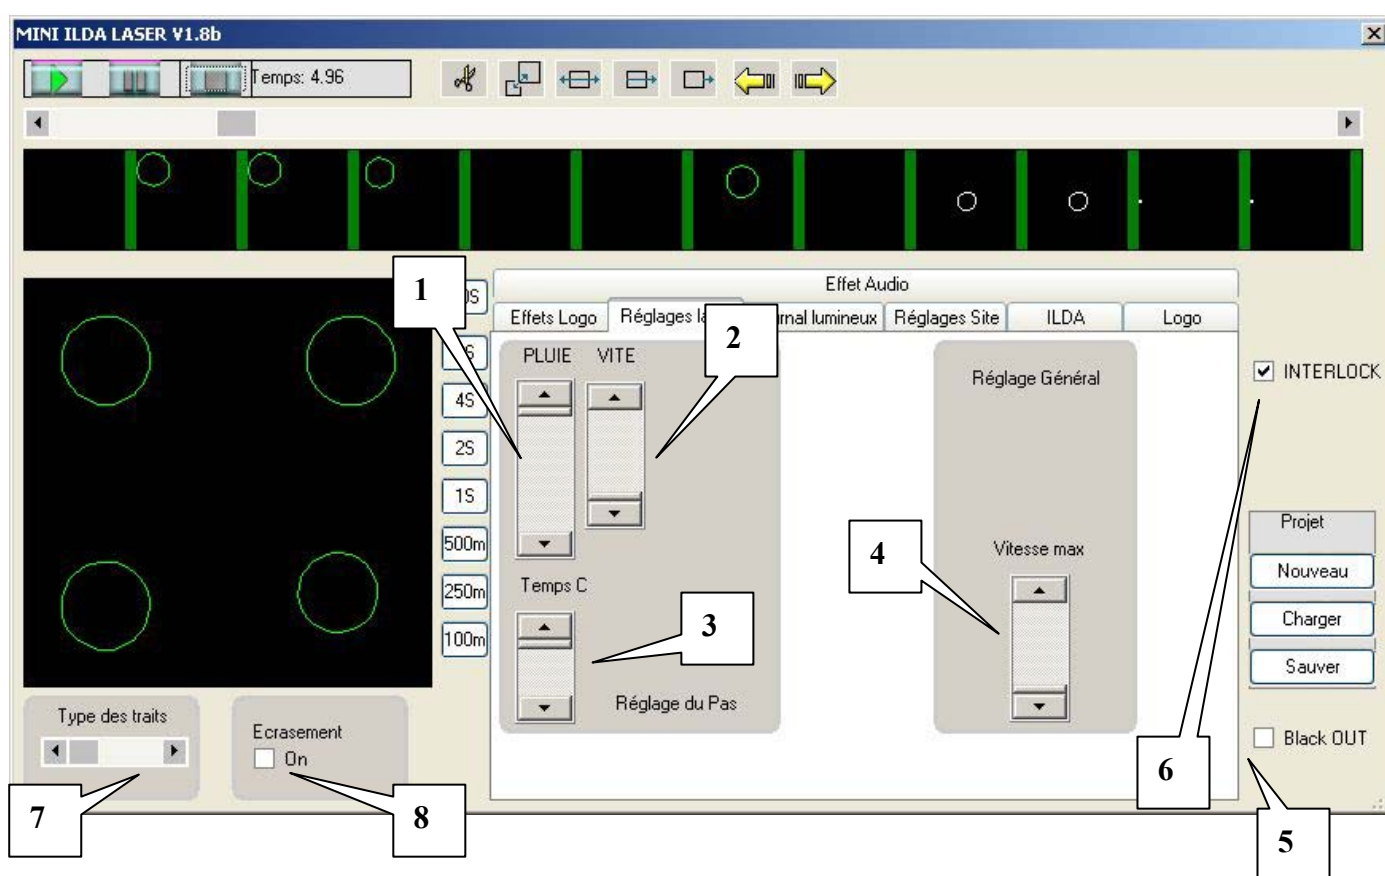 MINI ILDA LASER V1.8b
Temps: 4.96
Effet Audio
Effets Logo
Réglages
Réglages Site
ILDA
Logo
lumineux
1
2
4S
2S
1S
500m
250m
100m
PLUIE VITE
Temps C
3
Réglage du Pas
Réglage Général
4
Vitesse max
INTERLOCK
6
Projet
Nouveau
Charger
Sauver
Black OUT
5
Type des traits
7
Ecrasement
On
8